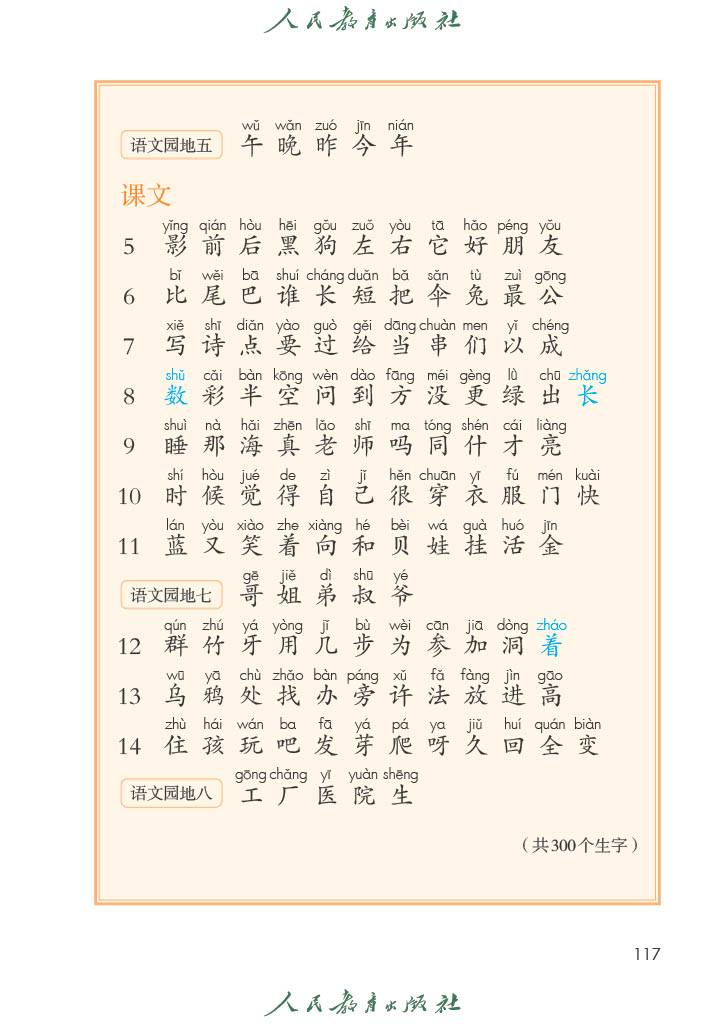 人民教育出版社
wǔ wǎn zuó jīn nián
语文园地五 午 晚 昨 今 年
课文
yǐng qián hòu hēi gǒu zuǒ yòu tā hǎo péng yǒu
5 影 前 后 黑 狗 左 右 它 好 朋 友
bǐ wěi bā shuí cháng duǎn bǎ sǎn tù zuì gōng
6 比 尾 巴 谁 长 短 把 伞 兔 最 公
xiě shī diǎn yào guò gěi dāng chuàn men yǐ chéng
7 写 诗 点 要 过 给 当 串 们 以 成
shǔ cǎi bàn kōng wèn dào fāng méi gèng lǜ chū zhǎng
8 数 彩 半 空 问 到 方 没 更 绿 出 长
shuì nà hǎi zhēn lǎo shī ma tóng shén cái liàng
9 睡 那 海 真 老 师 吗 同 什 才 亮
shí hòu jué de zì jǐ hěn chuān yī fú mén kuài
10 时 候 觉 得 自 己 很 穿 衣 服 门 快
lán yòu xiào zhe xiàng hé bèi wá guà huó jīn
11 蓝 又 笑 着 向 和 贝 娃 挂 活 金
gē jiě dì shū yé
语文园地七 哥 姐 弟 叔 爷
qún zhú yá yòng jǐ bù wèi cān jiā dòng zháo
12 群 竹 牙 用 几 步 为 参 加 洞 着
wū yā chù zhǎo bàn páng xǔ fǎ fàng jìn gāo
13 乌 鸦 处 找 办 旁 许 法 放 进 高
zhù hái wán ba fā yá pá ya jiǔ huí quán biàn
14 住 孩 玩 吧 发 芽 爬 呀 久 回 全 变
gōng chǎng yī yuàn shēng
语文园地八 工 厂 医 院 生
（共300个生字）
117
人民教育出版社